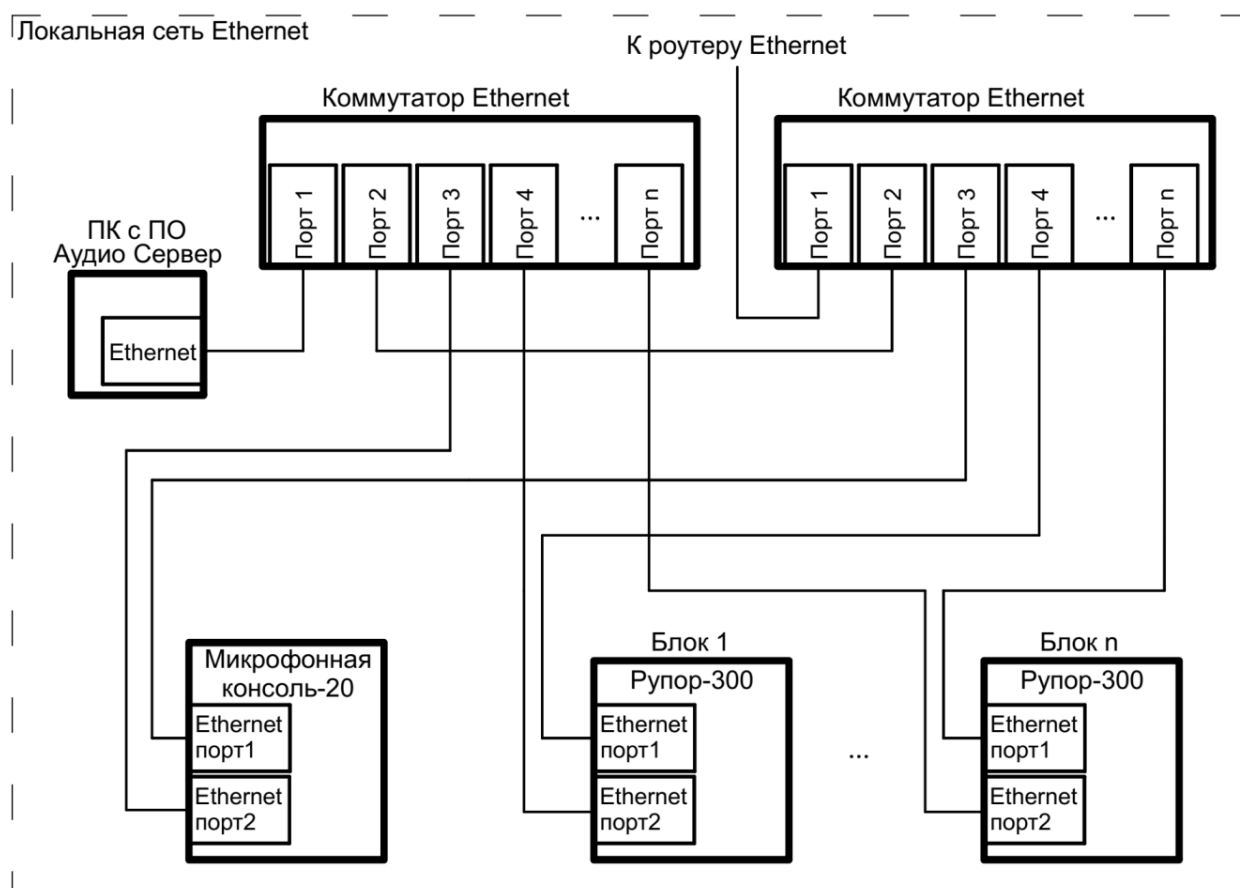 Локальная сеть Ethernet
К роутеру Ethernet
Коммутатор Ethernet
Коммутатор Ethernet
Порт 1
Порт 2
Порт 3
Порт 4
...
Порт n
Порт 1
Порт 2
Порт 3
Порт 4
...
Порт n
ПК с ПО
Аудио Сервер
Ethernet
Микрофонная
консоль-20
Ethernet
порт1
Ethernet
порт2
Блок 1
Рупор-300
Ethernet
порт1
Ethernet
порт2
...
Блок n
Рупор-300
Ethernet
порт1
Ethernet
порт2